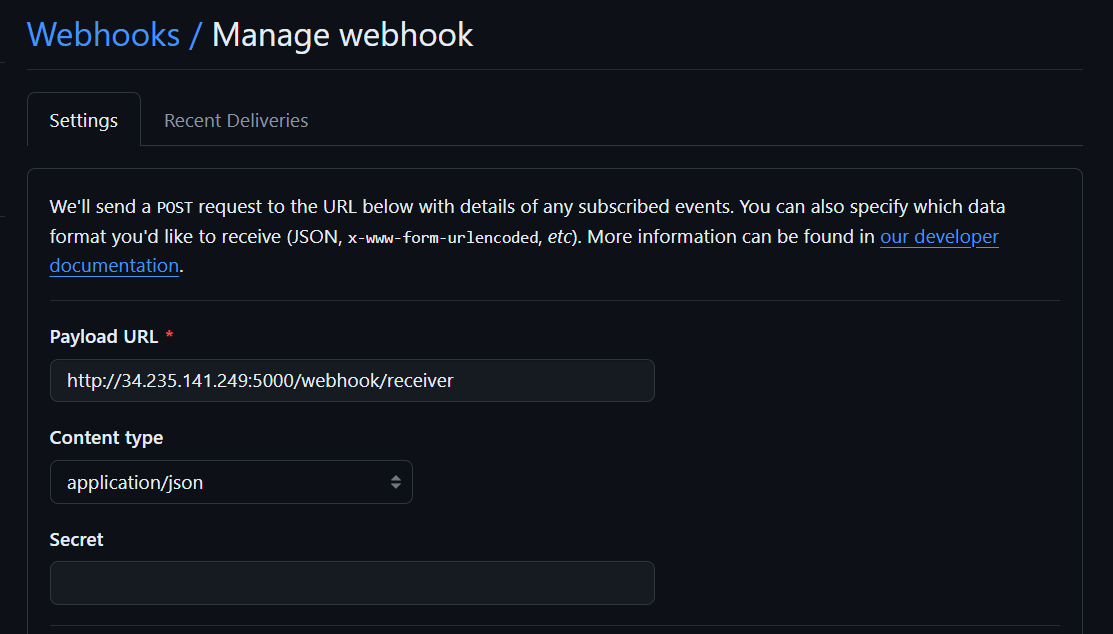 Webhooks / Manage webhook
Settings
Recent Deliveries
We'll send a POST request to the URL below with details of any subscribed events. You can also specify which data
format you'd like to receive (JSON, x-www-form-urlencoded, etc). More information can be found in our developer
documentation.
Payload URL *
http://34.235.141.249:5000/webhook/receiver
Content type
application/json
Secret